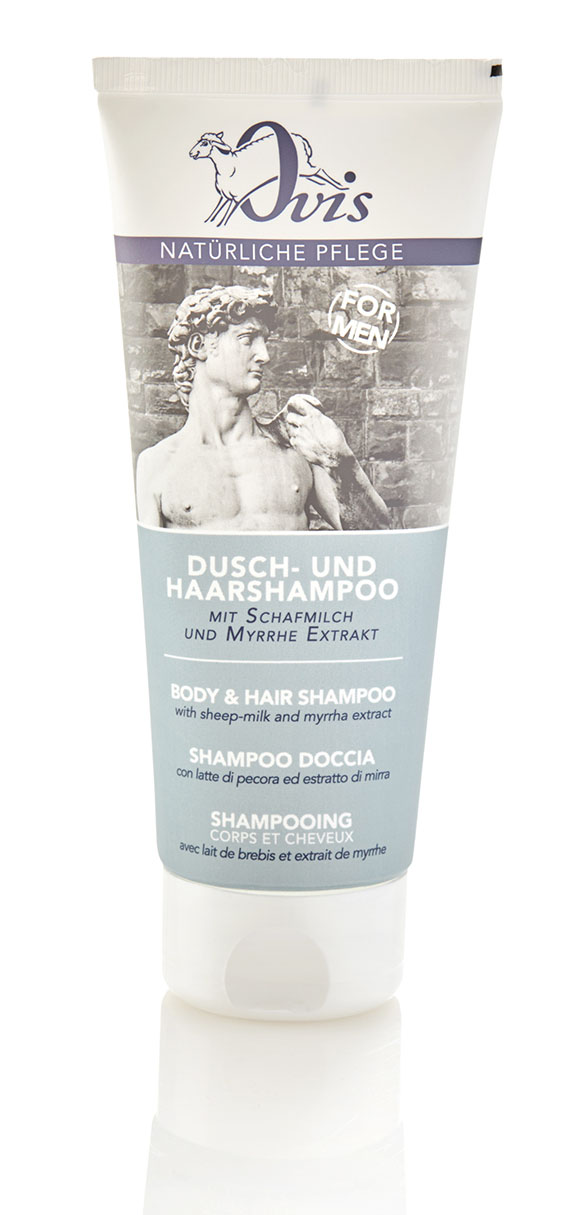 Ovis
NATÜRLICHE PFLEGE
FOR
MEN
DUSCH- UND
HAARSHAMPOO
MIT SCHAFMILCH
UND MYRRHE EXTRAKT
BODY & HAIR SHAMPOO
with sheep-milk and myrrha extract
SHAMPOO DOCCIA
con latte di pecora ed estratto di mirra
SHAMPOOING
CORPS ET CHEVEUX
avec lait de brebis et extrait de myrrhe